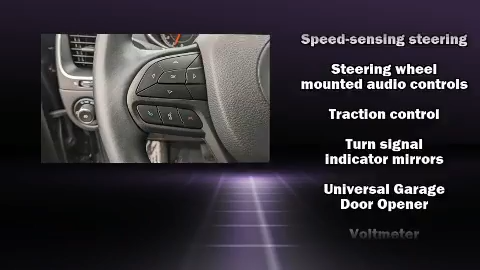 Speed-sensing steering
Steering wheel
mounted audio controls
Traction control
Turn signal
indicator mirrors
Universal Garage
Door Opener
Voltmeter